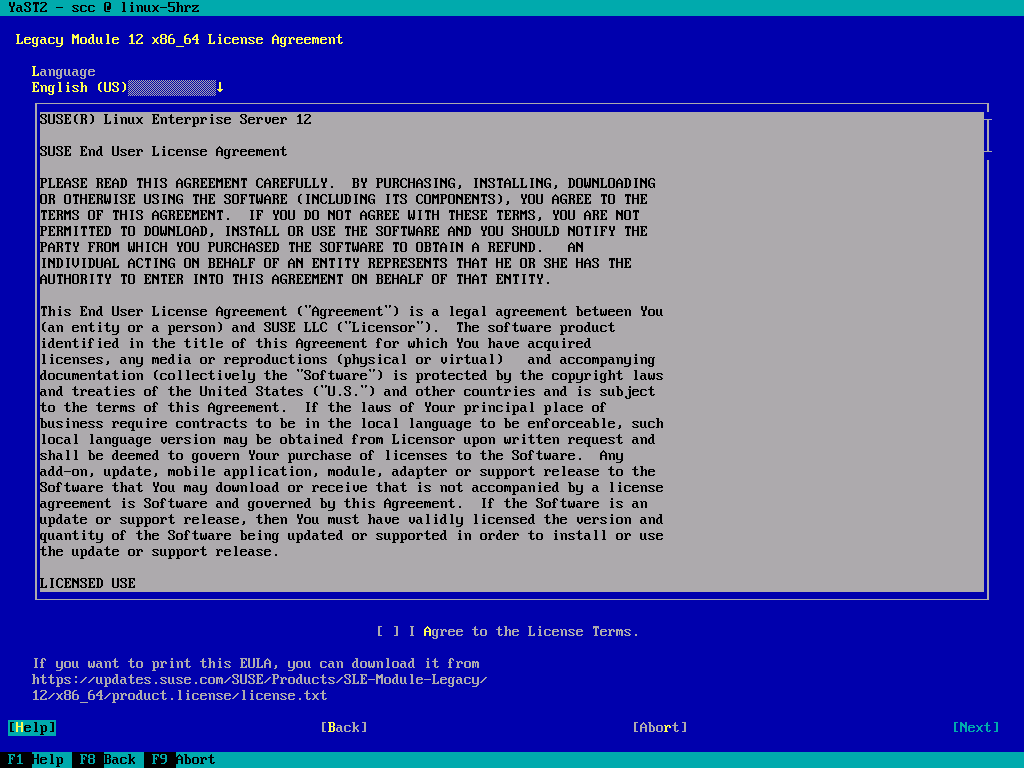 YaST2 - scc @ linux-5hrz
Legacy Module 12 x86_64 License Agreement
Language
English (US)
SUSE(R) Linux Enterprise Server 12
SUSE End User License Agreement
PLEASE READ THIS AGREEMENT CAREFULLY.  BY PURCHASING, INSTALLING, DOWNLOADING
OR OTHERWISE USING THE SOFTWARE (INCLUDING ITS COMPONENTS), YOU AGREE TO THE
TERMS OF THIS AGREEMENT.  IF YOU DO NOT AGREE WITH THESE TERMS, YOU ARE NOT
PERMITTED TO DOWNLOAD, INSTALL OR USE THE SOFTWARE AND YOU SHOULD NOTIFY THE
PARTY FROM WHICH YOU PURCHASED THE SOFTWARE TO OBTAIN A REFUND.   AN
INDIVIDUAL ACTING ON BEHALF OF AN ENTITY REPRESENTS THAT HE OR SHE HAS THE
AUTHORITY TO ENTER INTO THIS AGREEMENT ON BEHALF OF THAT ENTITY.
This End User License Agreement ("Agreement") is a legal agreement between You
(an entity or a person) and SUSE LLC ("Licensor").  The software product
identified in the title of this Agreement for which You have acquired
licenses, any media or reproductions (physical or virtual)   and accompanying
documentation (collectively the "Software") is protected by the copyright laws
and treaties of the United States ("U.S.") and other countries and is subject
to the terms of this Agreement.  If the laws of Your principal place of
business require contracts to be in the local language to be enforceable, such
local language version may be obtained from Licensor upon written request and
shall be deemed to govern Your purchase of licenses to the Software.  Any
add-on, update, mobile application, module, adapter or support release to the
Software that You may download or receive that is not accompanied by a license
agreement is Software and governed by this Agreement.  If the Software is an
update or support release, then You must have validly licensed the version and
quantity of the Software being updated or supported in order to install or use
the update or support release.
LICENSED USE
[ ] I Agree to the License Terms.
If you want to print this EULA, you can download it from
https://updates.suse.com/SUSE/Products/SLE-Module-Legacy/
12/x86_64/product.license/license.txt
[Help] [Back] [Abort] [Next]
F1 Help F8 Back F9 Abort